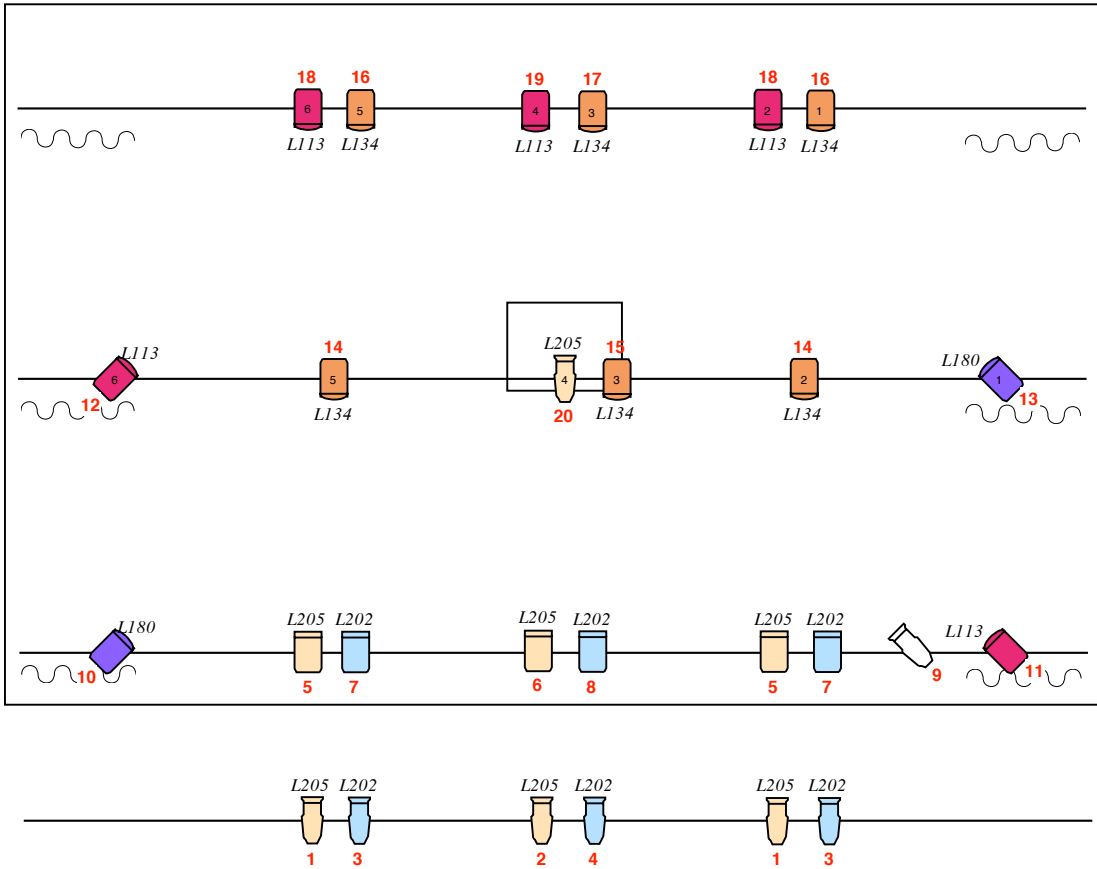 18 16 19 17 18 16
6 5 4 3 2 1
L113 L134 L113 L134 L113 L134
L205
14 15 14
L113 L180
6 5 4 3 2 1
12 L134 20 L134 L134 13
L180 L205 L202 L205 L202 L205 L202 L113
10 5 7 6 8 5 7 9 11
L205 L202 L205 L202 L205 L202
1 3 2 4 1 3